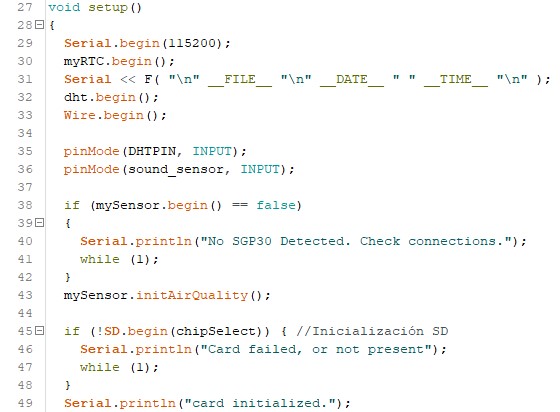 27 void setup()
28 {
29 Serial.begin(115200);
30 myRTC.begin();
31 Serial << F( "\n" __FILE__ "\n" __DATE__ " " __TIME__ "\n" );
32 dht.begin();
33 Wire.begin();
34
35 pinMode(DHTPIN, INPUT);
36 pinMode(sound_sensor, INPUT);
37
38 if (mySensor.begin() == false)
39 {
40 Serial.println("No SGP30 Detected. Check connections.");
41 while (1);
42 }
43 mySensor.initAirQuality();
44
45 if (!SD.begin(chipSelect)) { //Inicialización SD
46 Serial.println("Card failed, or not present");
47 while (1);
48 }
49 Serial.println("card initialized.");